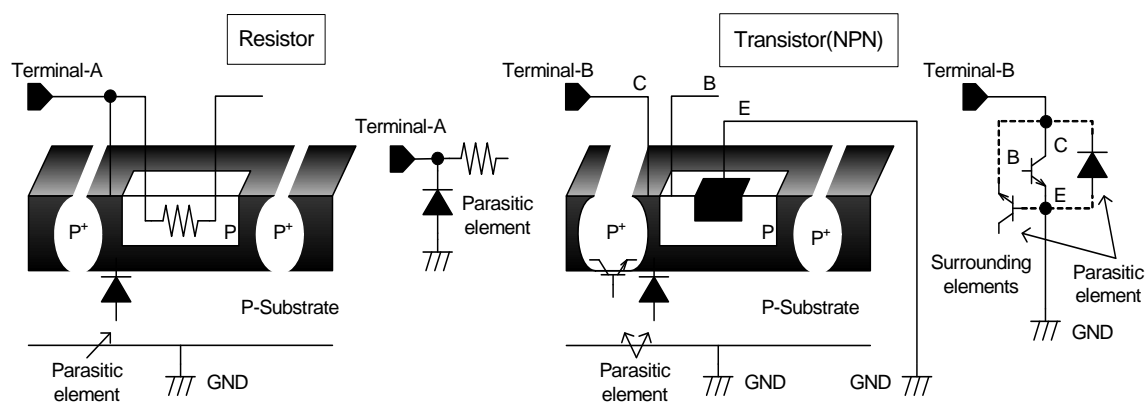 Resistor
Terminal-A
P+
P
P+
P-Substrate
Parasitic
element
GND
Terminal-A
Parasitic
element
Transistor(NPN)
Terminal-B
C
B
E
P+
P
P+
P-Substrate
Parasitic
element
GND
GND
Terminal-B
C
B
E
Surrounding
elements
Parasitic
element
GND